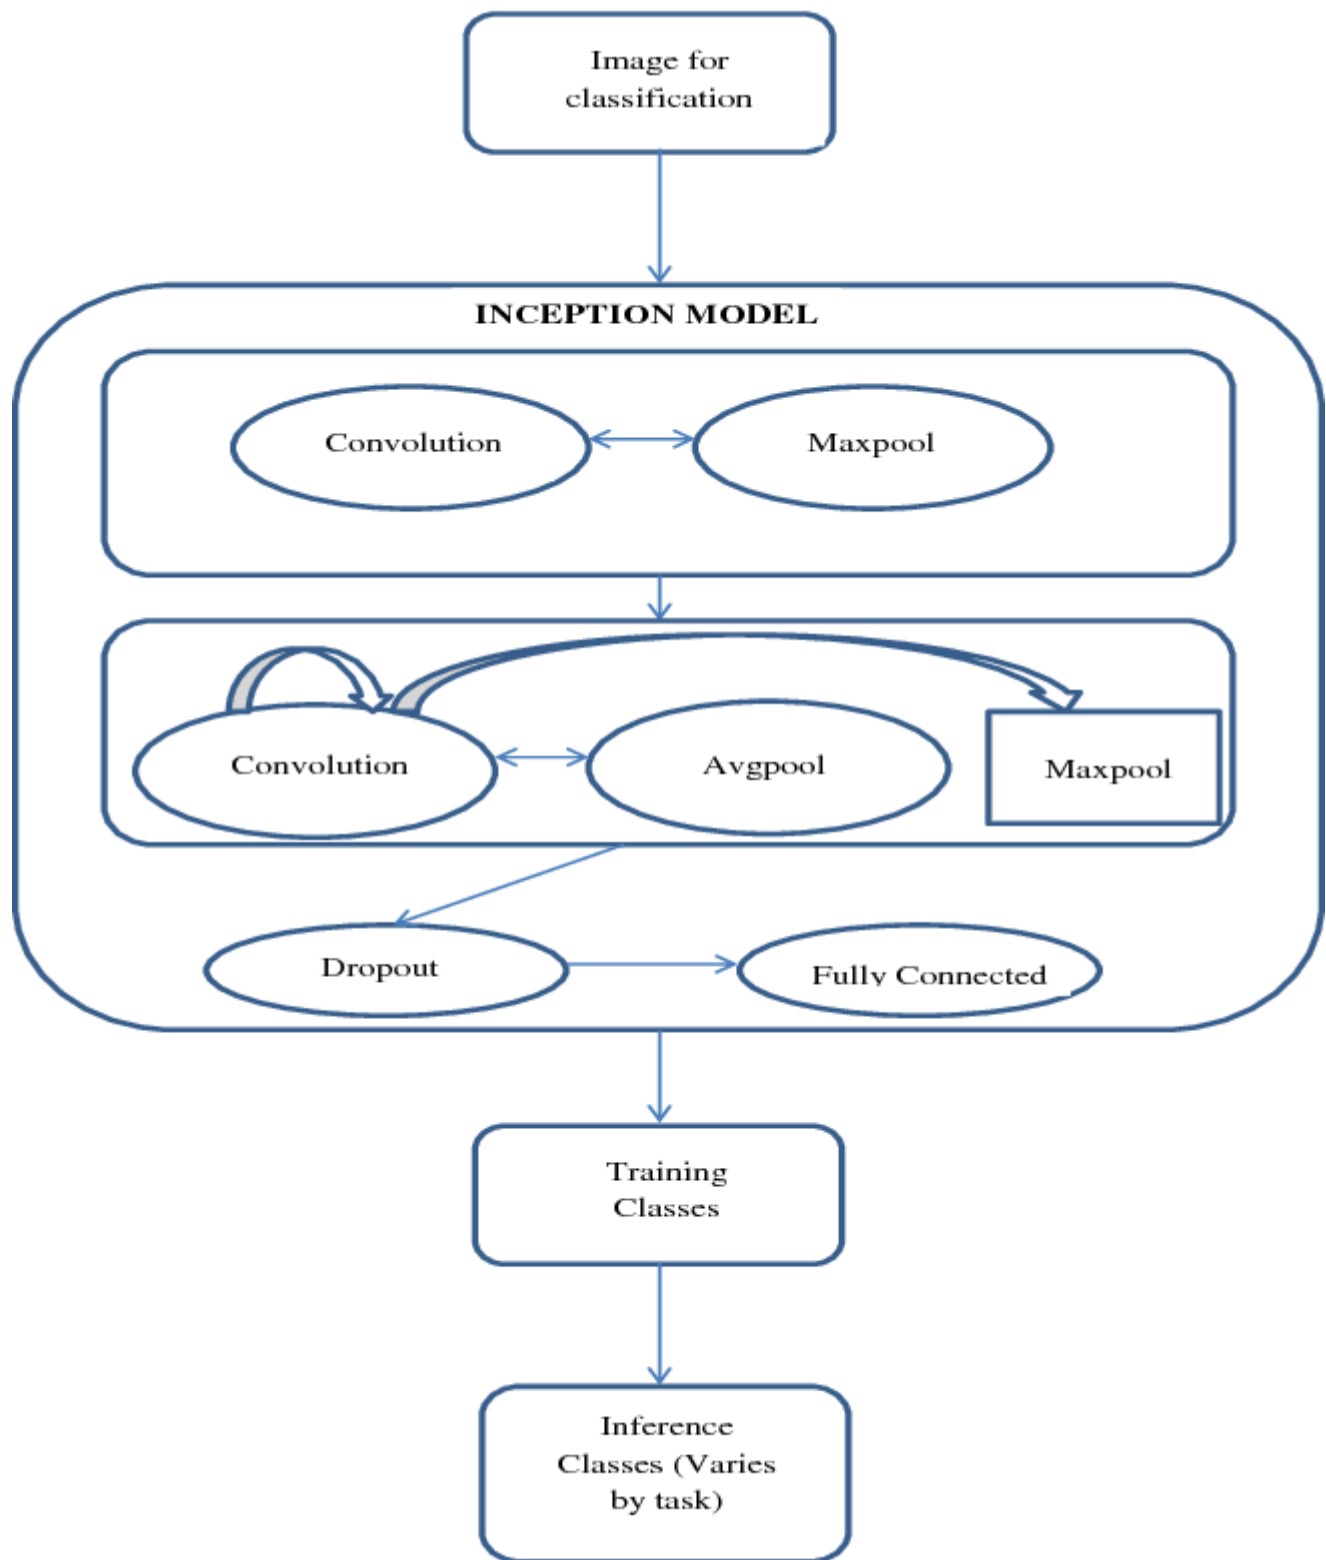 Image for
classification
INCEPTION MODEL
Convolution
Maxpool
Convolution
Avgpool
Maxpool
Dropout
Fully Connected
Training
Classes
Inference
Classes (Varies
by task)